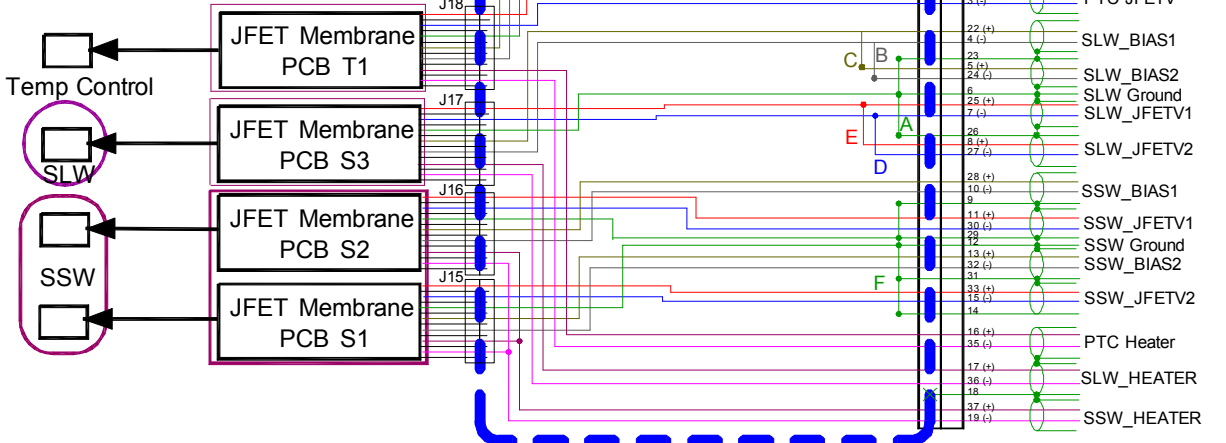 J18
3 (-)
PTC JFETV
JFET Membrane
PCB T1
Temp Control
22 (+)
4 (-)
SLW_BIAS1
B
C
23
5 (+)
24 (-)
SLW_BIAS2
6
SLW Ground
J17
25 (+)
7 (-)
SLW_JFETV1
JFET Membrane
PCB S3
SLW
E
A
D
26
8 (+)
27 (-)
SLW_JFETV2
28 (+)
10 (-)
SSW_BIAS1
9
J16
JFET Membrane
PCB S2
SSW
11 (+)
30 (-)
SSW_JFETV1
29
12
SSW Ground
13 (+)
32 (-)
SSW_BIAS2
31
J15
F
JFET Membrane
PCB S1
33 (+)
15 (-)
SSW_JFETV2
14
16 (+)
35 (-)
PTC Heater
17 (+)
36 (-)
SLW_HEATER
18
37 (+)
19 (-)
SSW_HEATER